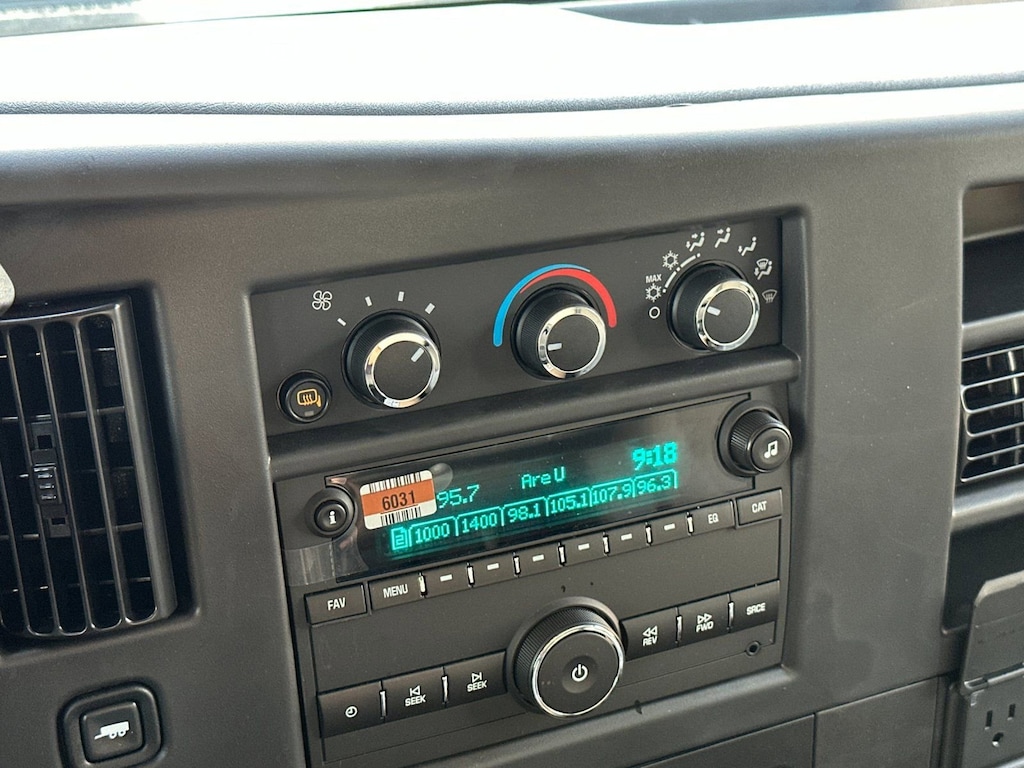 MAX
9:18
95.7 Are U
6031
2 1000 1400 98.1 105.1 107.9 96.3
i
FAV MENU EQ CAT
SEEK SEEK REV FWD SRCE